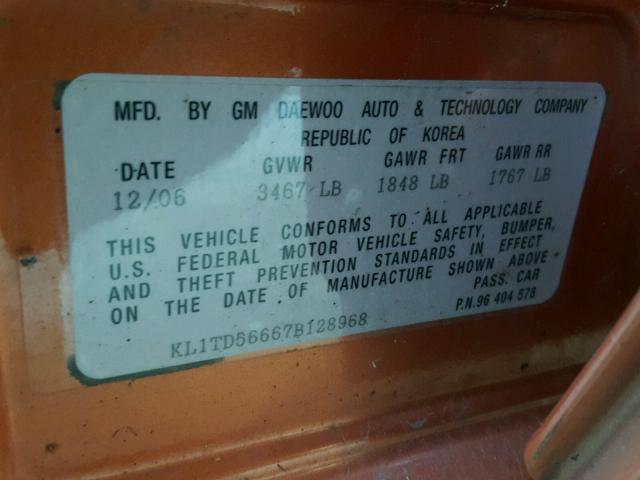 MFD. BY GM DAEWOO AUTO & TECHNOLOGY COMPANY
REPUBLIC OF KOREA
DATE GVWR GAWR FRT GAWR RR
12/06 3467 LB 1848 LB 1767 LB
THIS VEHICLE CONFORMS TO ALL APPLICABLE
U.S. FEDERAL MOTOR VEHICLE SAFETY, BUMPER,
AND THEFT PREVENTION STANDARDS IN EFFECT
ON THE DATE OF MANUFACTURE SHOWN ABOVE
PASS. CAR
P.N.96 404 578
KL1TD56667B128968